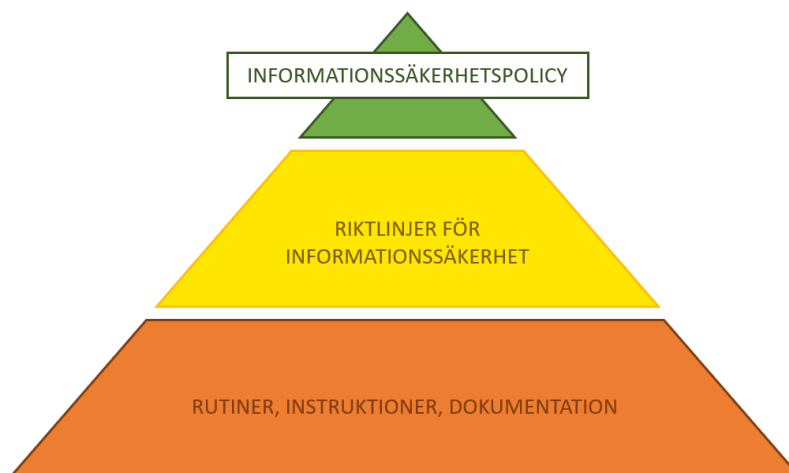 INFORMATIONSSÄKERHETSPOLICY
RIKTLINJER FÖR
INFORMATIONSSÄKERHET
RUTINER, INSTRUKTIONER, DOKUMENTATION